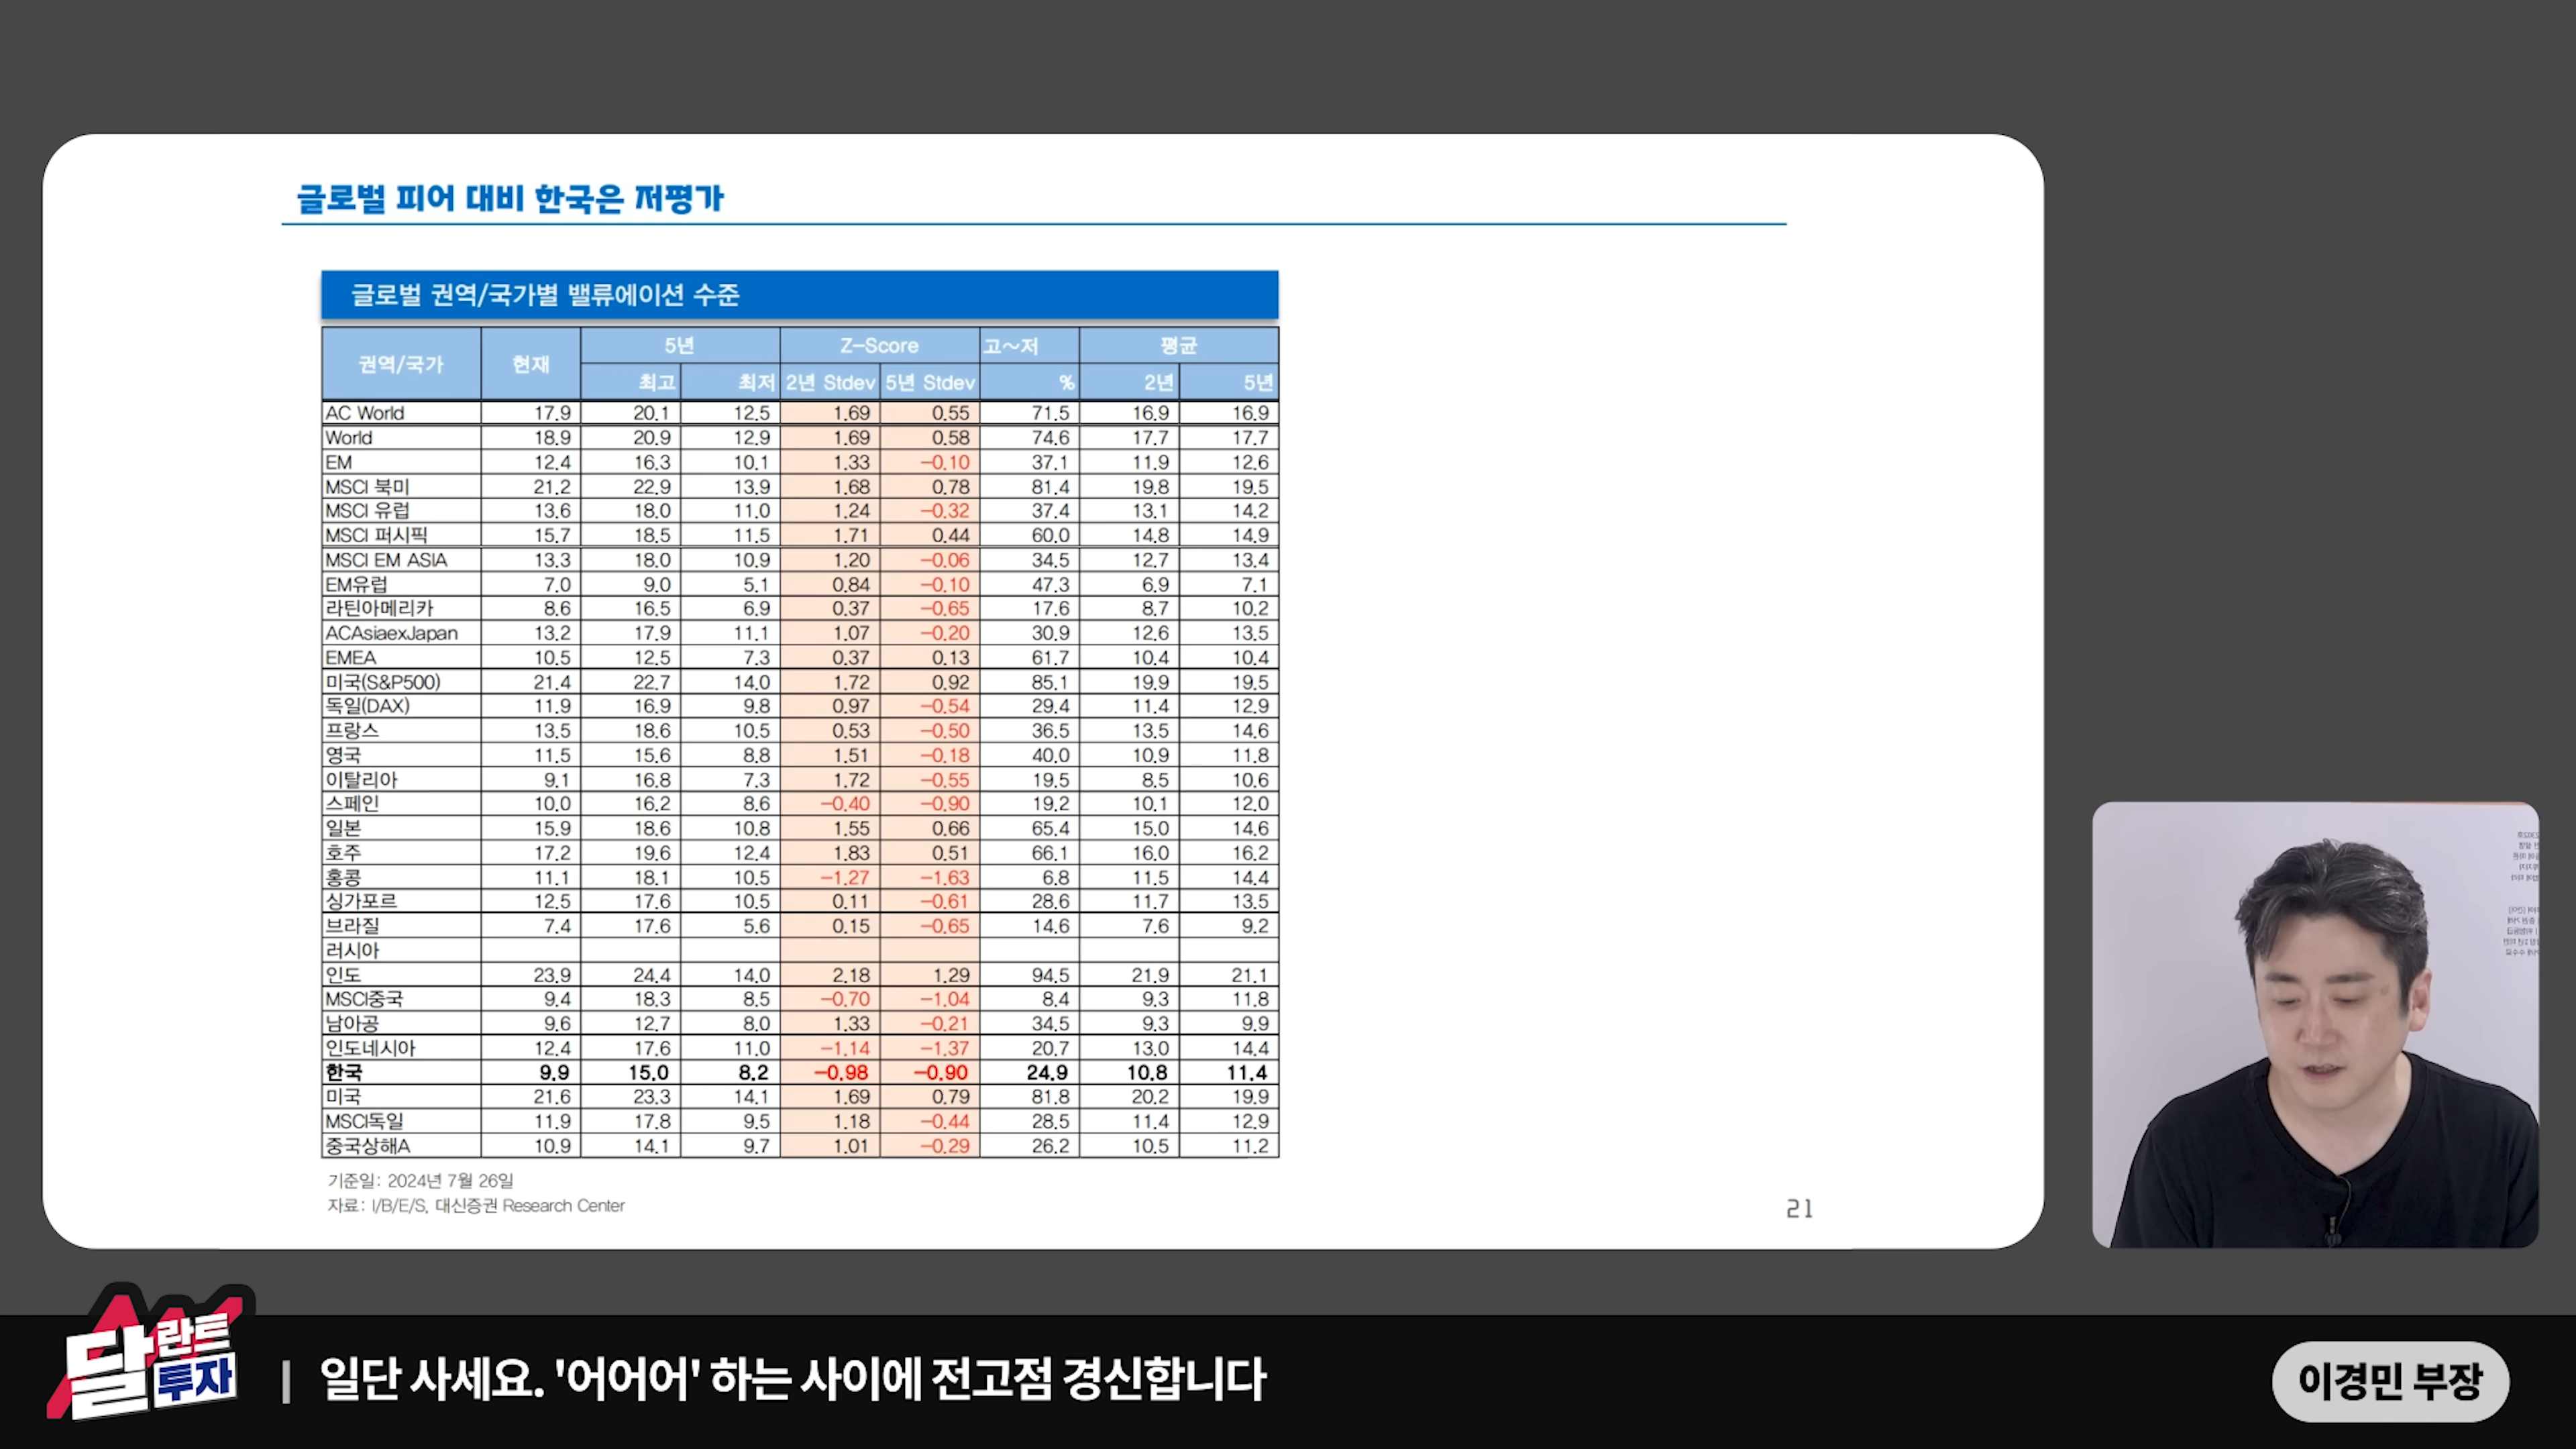 글로벌 피어 대비 한국은 저평가
글로벌 권역/국가별 밸류에이션 수준
권역/국가 현재 5년 Z-Score 고~저 평균
최고 최저 2년 Stdev 5년 Stdev % 2년 5년
AC World 17.9 20.1 12.5 1.69 0.55 71.5 16.9 16.9
World 18.9 20.9 12.9 1.69 0.58 74.6 17.7 17.7
EM 12.4 16.3 10.1 1.33 -0.10 37.1 11.9 12.6
MSCI 북미 21.2 22.9 13.9 1.68 0.78 81.4 19.8 19.5
MSCI 유럽 13.6 18.0 11.0 1.24 -0.32 37.4 13.1 14.2
MSCI 퍼시픽 15.7 18.5 11.5 1.71 0.44 60.0 14.8 14.9
MSCI EM ASIA 13.3 18.0 10.9 1.20 -0.06 34.5 12.7 13.4
EM유럽 7.0 9.0 5.1 0.84 -0.10 47.3 6.9 7.1
라틴아메리카 8.6 16.5 6.9 0.37 -0.65 17.6 8.7 10.2
ACAsiaexJapan 13.2 17.9 11.1 1.07 -0.20 30.9 12.6 13.5
EMEA 10.5 12.5 7.3 0.37 0.13 61.7 10.4 10.4
미국(S&P500) 21.4 22.7 14.0 1.72 0.92 85.1 19.9 19.5
독일(DAX) 11.9 16.9 9.8 0.97 -0.54 29.4 11.4 12.9
프랑스 13.5 18.6 10.5 0.53 -0.50 36.5 13.5 14.6
영국 11.5 15.6 8.8 1.51 -0.18 40.0 10.9 11.8
이탈리아 9.1 16.8 7.3 1.72 -0.55 19.5 8.5 10.6
스페인 10.0 16.2 8.6 -0.40 -0.90 19.2 10.1 12.0
일본 15.9 18.6 10.8 1.55 0.66 65.4 15.0 14.6
호주 17.2 19.6 12.4 1.83 0.51 66.1 16.0 16.2
홍콩 11.1 18.1 10.5 -1.27 -1.63 6.8 11.5 14.4
싱가포르 12.5 17.6 10.5 0.11 -0.61 28.6 11.7 13.5
브라질 7.4 17.6 5.6 0.15 -0.65 14.6 7.6 9.2
러시아
인도 23.9 24.4 14.0 2.18 1.29 94.5 21.9 21.1
MSCI중국 9.4 18.3 8.5 -0.70 -1.04 8.4 9.3 11.8
남아공 9.6 12.7 8.0 1.33 -0.21 34.5 9.3 9.9
인도네시아 12.4 17.6 11.0 -1.14 -1.37 20.7 13.0 14.4
한국 9.9 15.0 8.2 -0.98 -0.90 24.9 10.8 11.4
미국 21.6 23.3 14.1 1.69 0.79 81.8 20.2 19.9
MSCI독일 11.9 17.8 9.5 1.18 -0.44 28.5 11.4 12.9
중국상해A 10.9 14.1 9.7 1.01 -0.29 26.2 10.5 11.2
기준일: 2024년 7월 26일
자료: I/B/E/S, 대신증권 Research Center
21
달란트 투자
일단 사세요. '어어어' 하는 사이에 전고점 경신합니다
이경민 부장